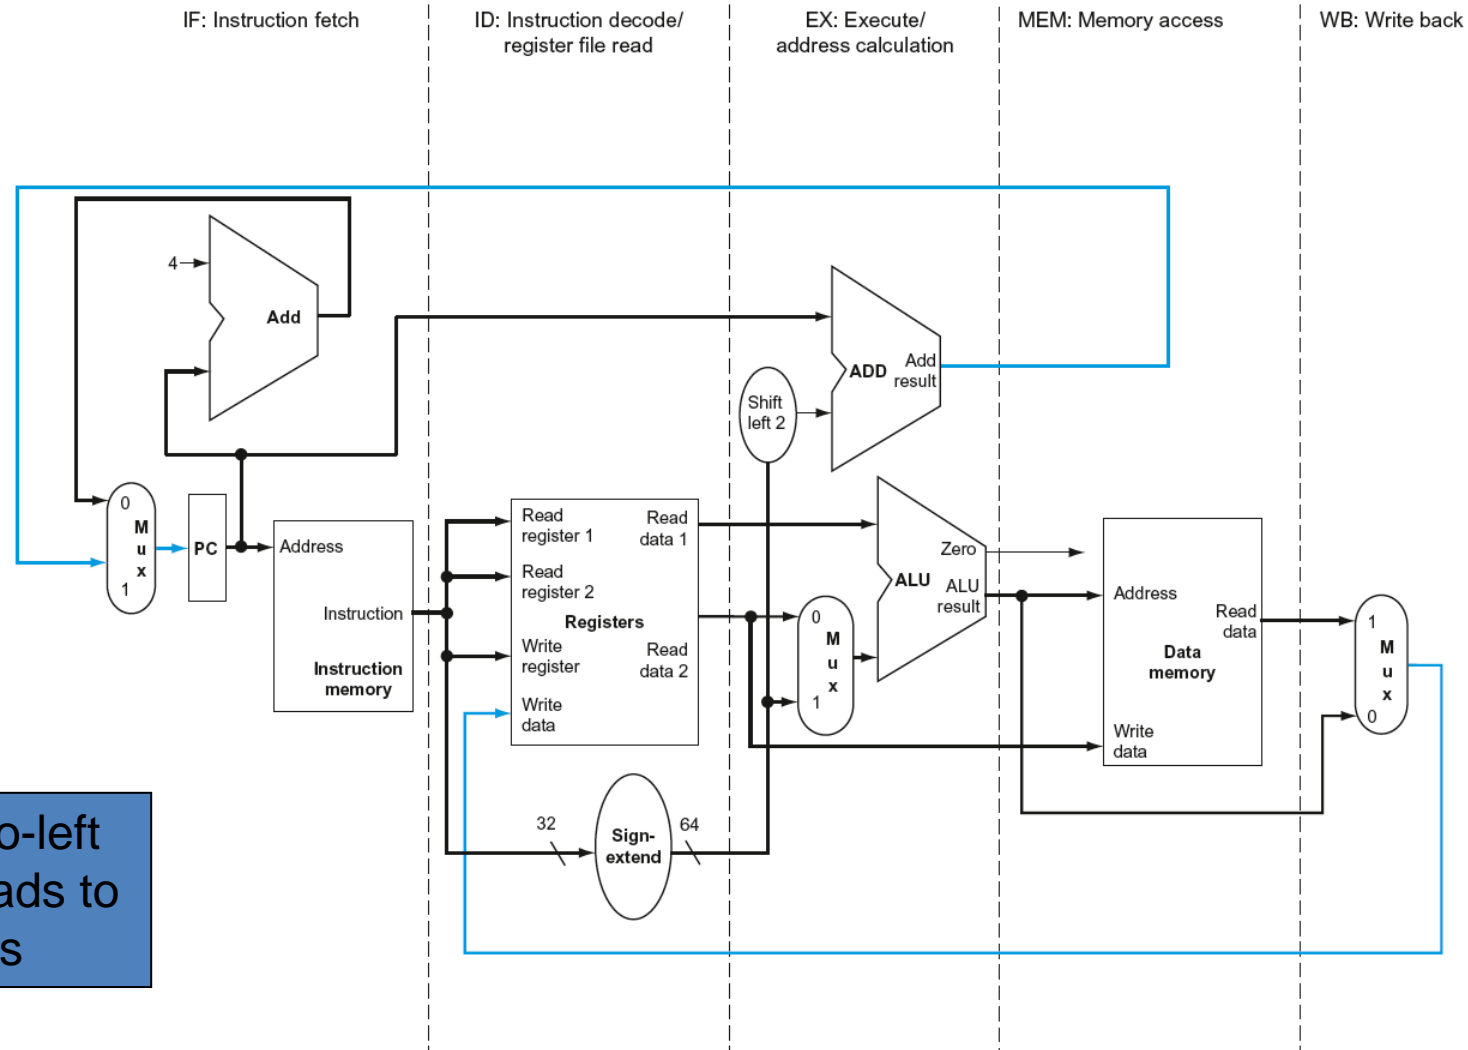 IF: Instruction fetch
ID: Instruction decode/
register file read
EX: Execute/
address calculation
MEM: Memory access
WB: Write back
4
Add
ADD
Add
result
Shift
left 2
0
M
u
x
1
PC
Address
Instruction
Instruction
memory
Read
register 1
Read
register 2
Write
register
Write
data
Registers
Read
data 1
Read
data 2
0
M
u
x
1
Zero
ALU
ALU
result
Address
Write
data
Data
memory
Read
data
1
M
u
x
0
32
Sign-
extend
64
o-left
ads to
s